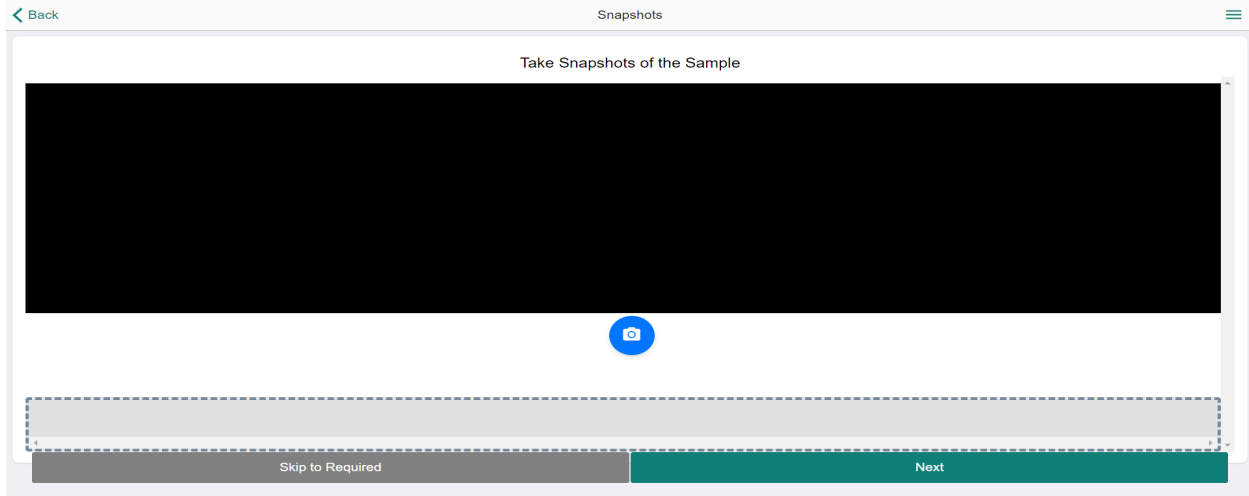 Back
Snapshots
Take Snapshots of the Sample
Skip to Required
Next